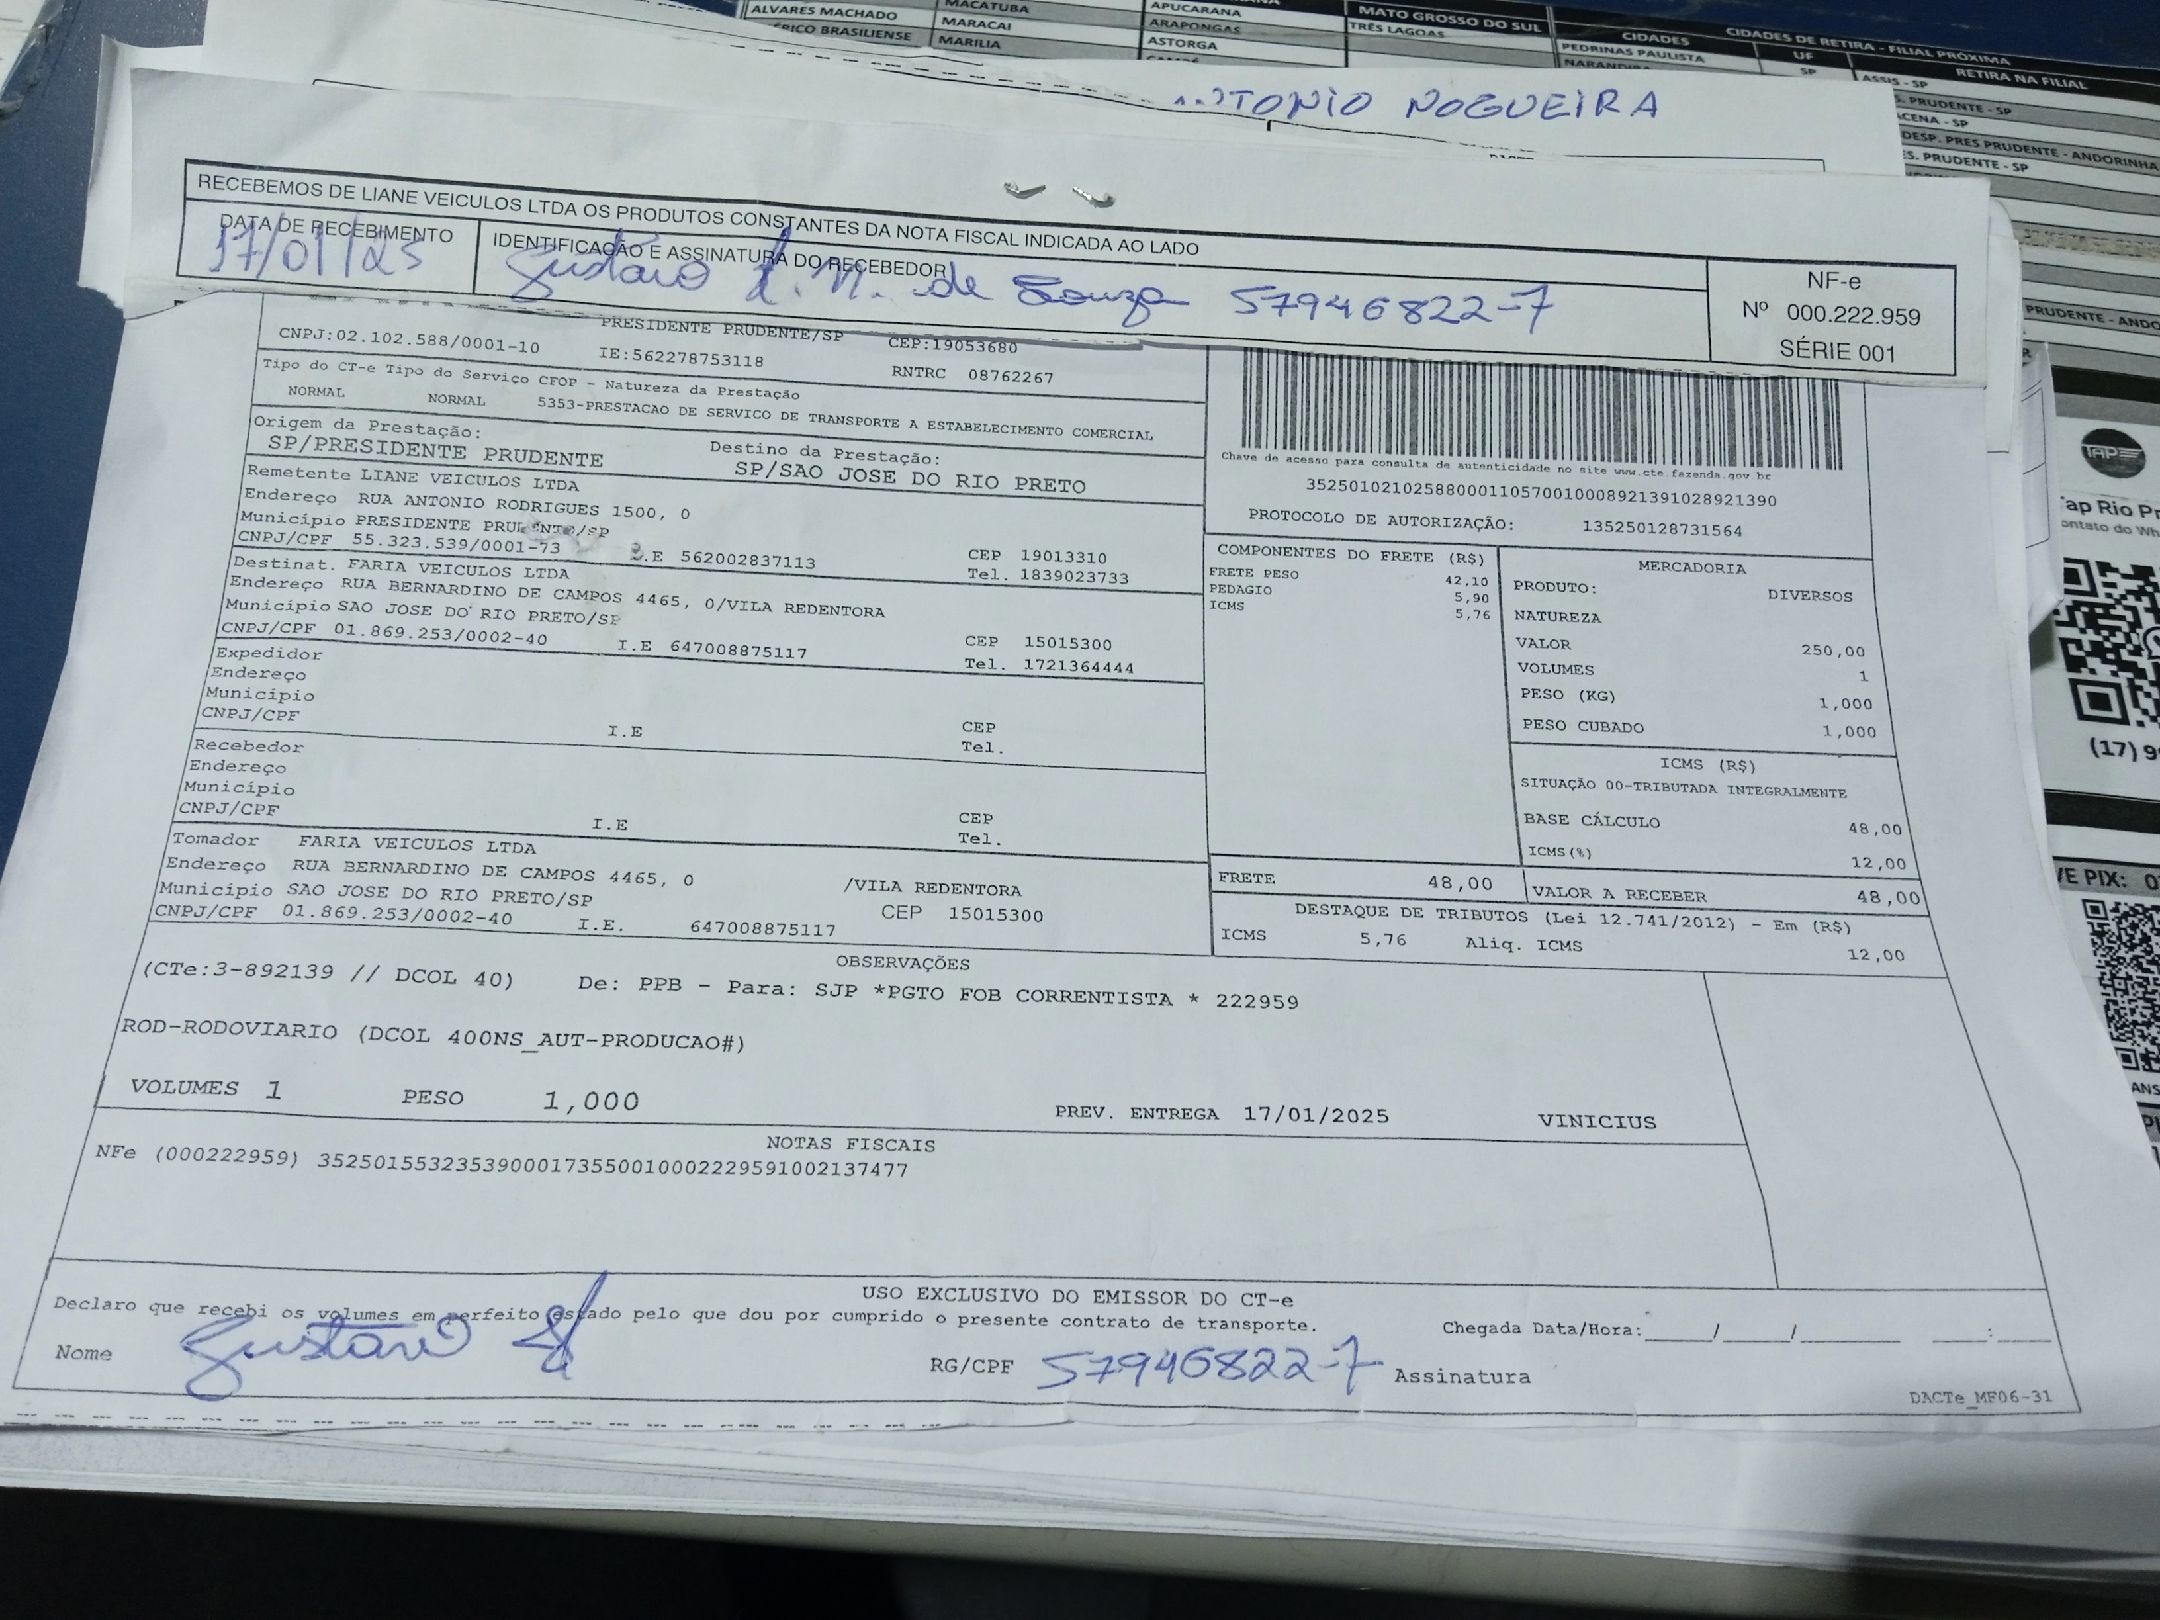 ALVARES MACHADO
MACATUBA
APUCARANA
MATO GROSSO DO SUL
CIDADES DE RETIRA - FILIAL PRÓXIMA
BRASILIENSE
MARACAI
ARAPONGAS
TRÊS LAGOAS
CIDADES
UF
RETIRA NA FILIAL
MARILIA
ASTORGA
PEDRINAS PAULISTA
SP
ASSIS - SP
PRUDENTE - SP
DESP. PRES PRUDENTE - ANDORINHA
PRUDENTE - SP
NOGUEIRA
RECEBEMOS DE LIANE VEICULOS LTDA OS PRODUTOS CONSTANTES DA NOTA FISCAL INDICADA AO LADO
DATA DE RECEBIMENTO
17/01/25
IDENTIFICAÇÃO E ASSINATURA DO RECEBEDOR
Gustavo L. M. de Souza 57946822-7
NF-e
Nº 000.222.959
SÉRIE 001
PRESIDENTE PRUDENTE/SP CEP:19053680
CNPJ:02.102.588/0001-10 IE:562278753118 RNTRC 08762267
Tipo do CT-e Tipo do Serviço CFOP - Natureza da Prestação
NORMAL NORMAL 5353-PRESTACAO DE SERVICO DE TRANSPORTE A ESTABELECIMENTO COMERCIAL
Origem da Prestação: Destino da Prestação:
SP/PRESIDENTE PRUDENTE SP/SAO JOSE DO RIO PRETO
Remetente LIANE VEICULOS LTDA
Endereço RUA ANTONIO RODRIGUES 1500, 0
Município PRESIDENTE PRUDENTE/SP CEP 19013310
CNPJ/CPF 55.323.539/0001-73 I.E 562002837113 Tel. 1839023733
Destinat. FARIA VEICULOS LTDA
Endereço RUA BERNARDINO DE CAMPOS 4465, 0/VILA REDENTORA
Município SAO JOSE DO RIO PRETO/SP CEP 15015300
CNPJ/CPF 01.869.253/0002-40 I.E 647008875117 Tel. 1721364444
Expedidor
Endereço
Município CEP
CNPJ/CPF I.E Tel.
Recebedor
Endereço
Município CEP
CNPJ/CPF I.E Tel.
Tomador FARIA VEICULOS LTDA
Endereço RUA BERNARDINO DE CAMPOS 4465, 0 /VILA REDENTORA
Município SAO JOSE DO RIO PRETO/SP CEP 15015300
CNPJ/CPF 01.869.253/0002-40 I.E. 647008875117
Chave de acesso para consulta de autenticidade no site www.cte.fazenda.gov.br
35250102102588000110570010008921391028921390
PROTOCOLO DE AUTORIZAÇÃO: 135250128731564
COMPONENTES DO FRETE (R$)
FRETE PESO 42,10
PEDAGIO 5,90
ICMS 5,76
MERCADORIA
PRODUTO: DIVERSOS
NATUREZA
VALOR 250,00
VOLUMES 1
PESO (KG) 1,000
PESO CUBADO 1,000
ICMS (R$)
SITUAÇÃO 00-TRIBUTADA INTEGRALMENTE
BASE CÁLCULO 48,00
ICMS(%) 12,00
FRETE 48,00 VALOR A RECEBER 48,00
DESTAQUE DE TRIBUTOS (Lei 12.741/2012) - Em (R$)
ICMS 5,76 Aliq. ICMS 12,00
OBSERVAÇÕES
(CTe:3-892139 // DCOL 40) De: PPB - Para: SJP *PGTO FOB CORRENTISTA * 222959
ROD-RODOVIARIO (DCOL 400NS_AUT-PRODUCAO#)
VOLUMES 1 PESO 1,000 PREV. ENTREGA 17/01/2025 VINICIUS
NOTAS FISCAIS
NFe (000222959) 35250155323539000173550010002229591002137477
USO EXCLUSIVO DO EMISSOR DO CT-e
Declaro que recebi os volumes em perfeito estado pelo que dou por cumprido o presente contrato de transporte. Chegada Data/Hora:_____/_____/________ ____:____
Nome Gustavo RG/CPF 57946822-7 Assinatura
DACTe_MF06-31
TAP
(17) 9